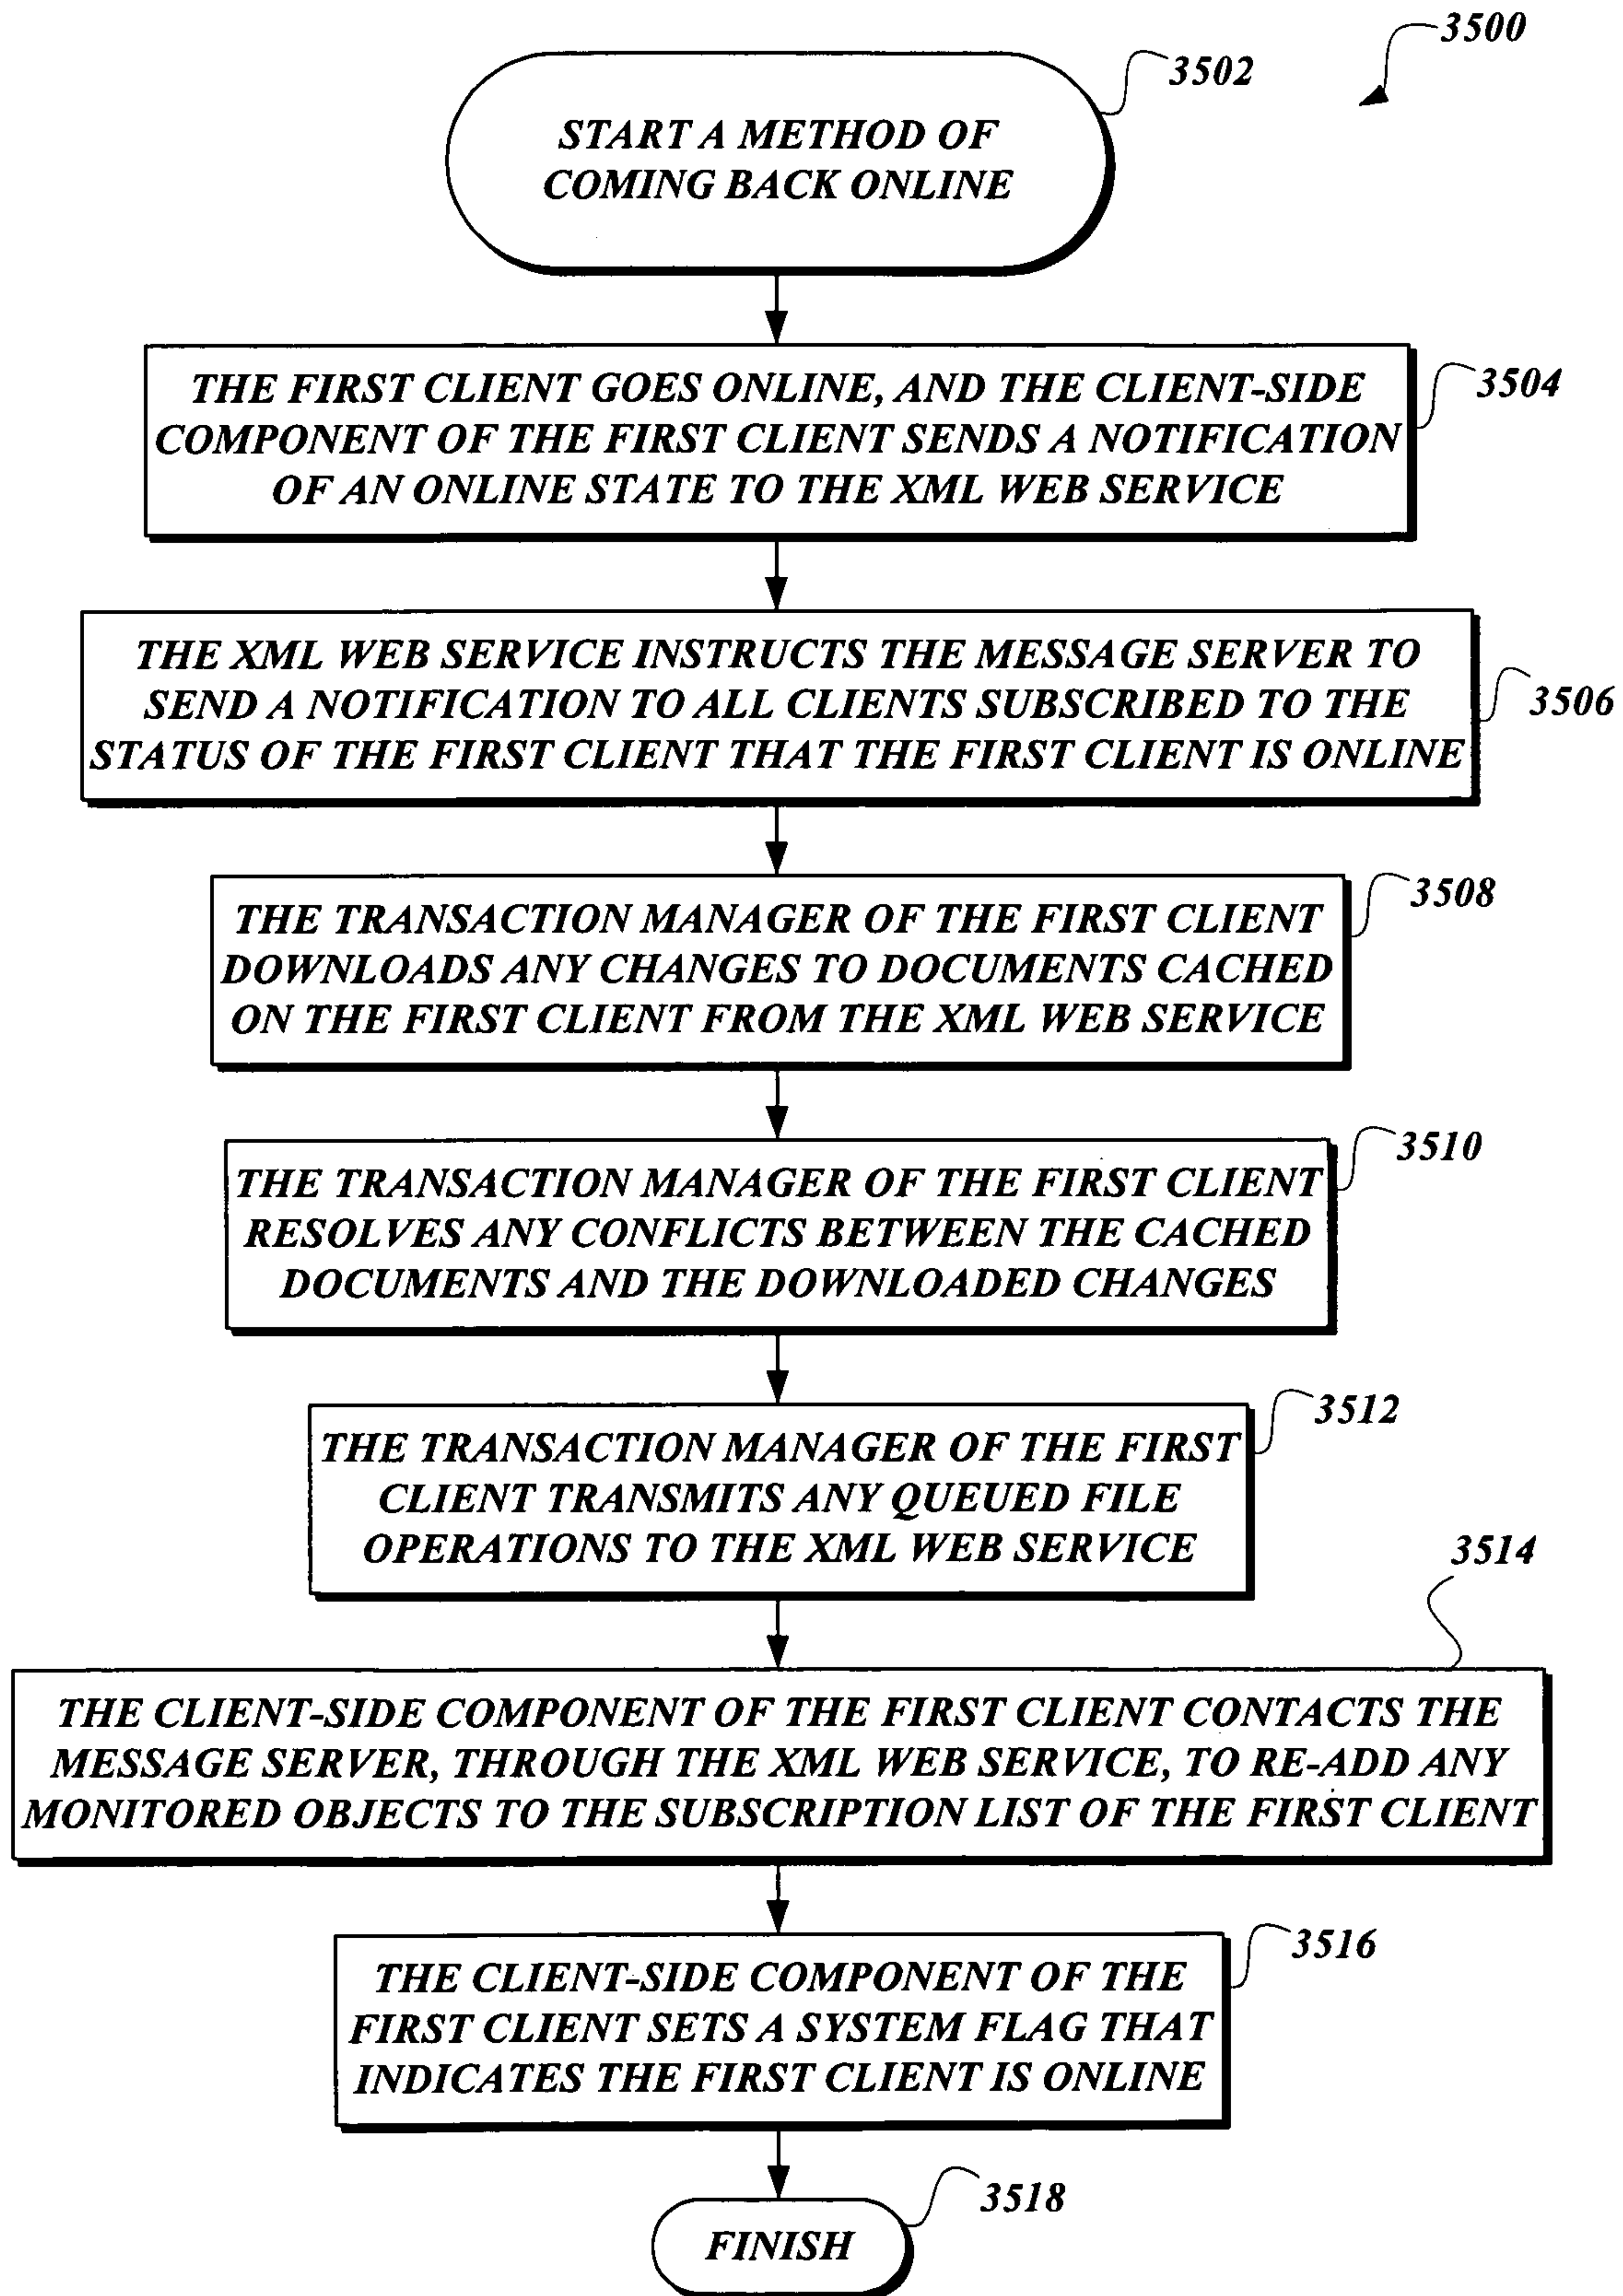 3500
3502
START A METHOD OF
COMING BACK ONLINE
3504
THE FIRST CLIENT GOES ONLINE, AND THE CLIENT-SIDE
COMPONENT OF THE FIRST CLIENT SENDS A NOTIFICATION
OF AN ONLINE STATE TO THE XML WEB SERVICE
3506
THE XML WEB SERVICE INSTRUCTS THE MESSAGE SERVER TO
SEND A NOTIFICATION TO ALL CLIENTS SUBSCRIBED TO THE
STATUS OF THE FIRST CLIENT THAT THE FIRST CLIENT IS ONLINE
3508
THE TRANSACTION MANAGER OF THE FIRST CLIENT
DOWNLOADS ANY CHANGES TO DOCUMENTS CACHED
ON THE FIRST CLIENT FROM THE XML WEB SERVICE
3510
THE TRANSACTION MANAGER OF THE FIRST CLIENT
RESOLVES ANY CONFLICTS BETWEEN THE CACHED
DOCUMENTS AND THE DOWNLOADED CHANGES
3512
THE TRANSACTION MANAGER OF THE FIRST
CLIENT TRANSMITS ANY QUEUED FILE
OPERATIONS TO THE XML WEB SERVICE
3514
THE CLIENT-SIDE COMPONENT OF THE FIRST CLIENT CONTACTS THE
MESSAGE SERVER, THROUGH THE XML WEB SERVICE, TO RE-ADD ANY
MONITORED OBJECTS TO THE SUBSCRIPTION LIST OF THE FIRST CLIENT
3516
THE CLIENT-SIDE COMPONENT OF THE
FIRST CLIENT SETS A SYSTEM FLAG THAT
INDICATES THE FIRST CLIENT IS ONLINE
3518
FINISH